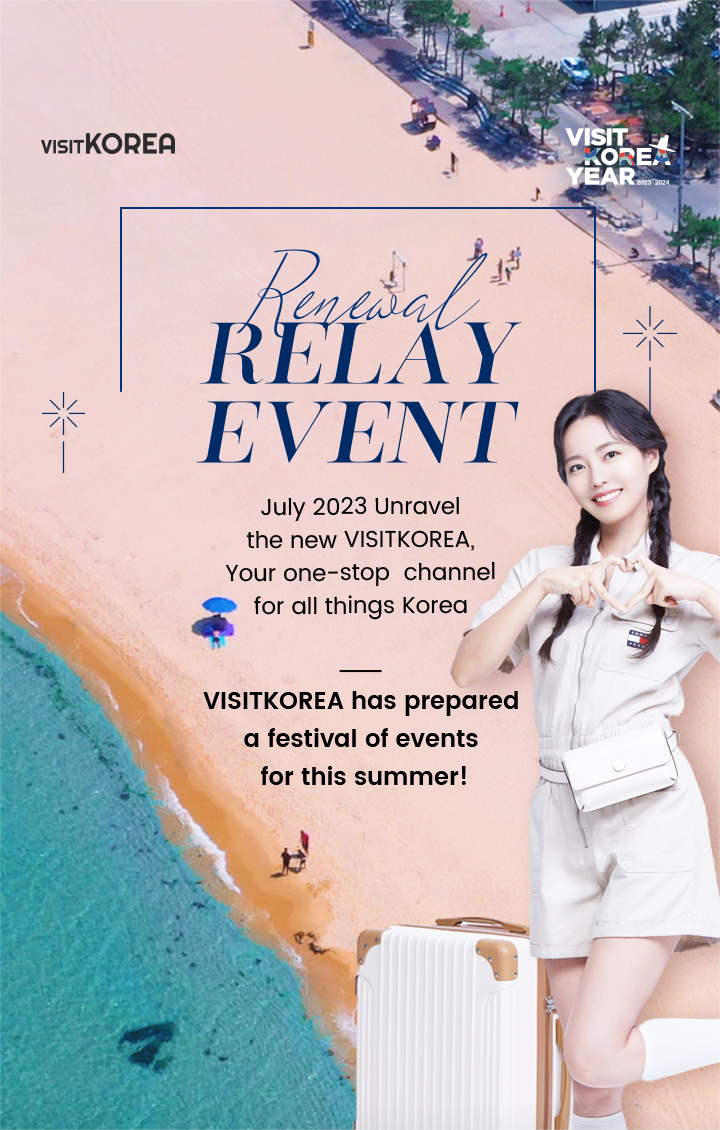 VISITKOREA
VISIT
KOREA
YEAR 2023-2024
Renewal
RELAY
EVENT
July 2023 Unravel
the new VISITKOREA,
Your one-stop channel
for all things Korea
VISITKOREA has prepared
a festival of events
for this summer!